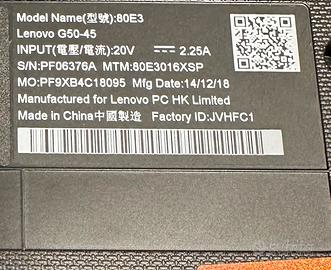 Model Name(型號):80E3
Lenovo G50-45
INPUT(電壓/電流):20V ⎓ 2.25A
S/N:PF06376A MTM:80E3016XSP
MO:PF9XB4C18095 Mfg Date:14/12/18
Manufactured for Lenovo PC HK Limited
Made in China中國製造 Factory ID:JVHFC1